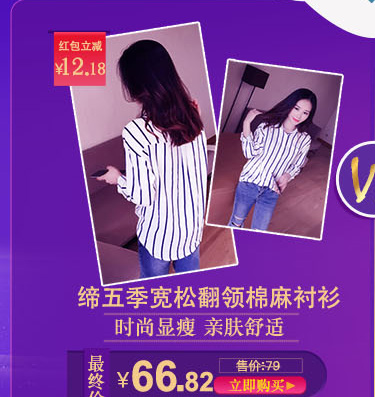 红包立减
¥12.18
缔五季宽松翻领棉麻衬衫
时尚显瘦 亲肤舒适
最终
¥66.82
售价:79
立即购买